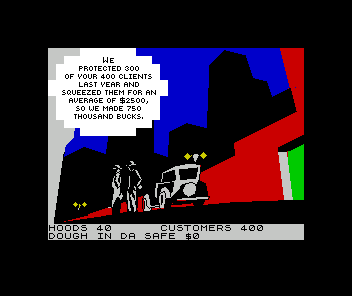 WE
PROTECTED 300
OF YOUR 400 CLIENTS
LAST YEAR AND
SQUEEZED THEM FOR AN
AVERAGE OF $2500,
SO WE MADE 750
THOUSAND BUCKS.
HOODS 40 CUSTOMERS 400
DOUGH IN DA SAFE $0